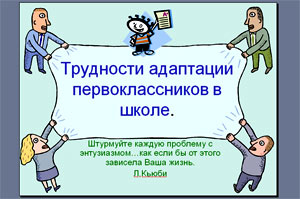 Трудности адаптации
первоклассников в
школе.
Штурмуйте каждую проблему с
энтузиазмом…как если бы от этого
зависела Ваша жизнь.
Л.Кьюби